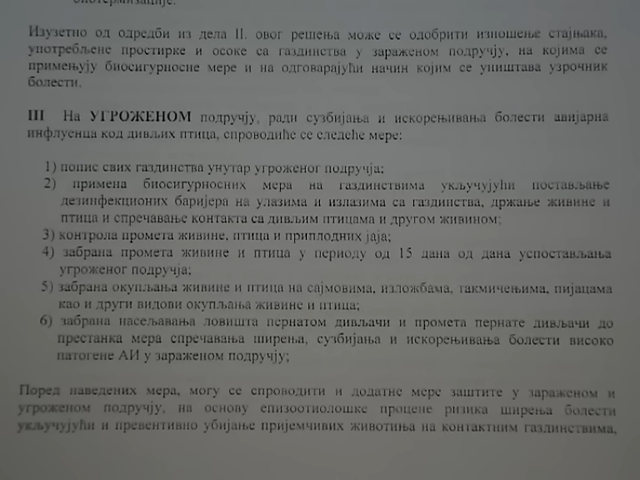 биотермизације.
Изузетно од одредби из дела II. овог решења може се одобрити изношење стајњака,
употребљене простирке и осоке са газдинства у зараженом подручју, на којима се
примењују биосигурносне мере и на одговарајући начин којим се уништава узрочник
болести.
III На УГРОЖЕНОМ подручју, ради сузбијања и искорењивања болести авијарна
инфлуенца код дивљих птица, спроводиће се следеће мере:
1) попис свих газдинства унутар угроженог подручја;
2) примена биосигурносних мера на газдинствима укључујући постављање
дезинфекционих баријера на улазима и излазима са газдинства, држање живине и
птица и спречавање контакта са дивљим птицама и другом живином;
3) контрола промета живине, птица и приплодних јаја;
4) забрана промета живине и птица у периоду од 15 дана од дана успостављања
угроженог подручја;
5) забрана окупљања живине и птица на сајмовима, изложбама, такмичењима, пијацама
као и други видови окупљања живине и птица;
6) забрана насељавања ловишта пернатом дивљачи и промета пернате дивљачи до
престанка мера спречавања ширења, сузбијања и искорењивања болести високо
патогене АИ у зараженом подручју;
Поред наведених мера, могу се спроводити и додатне мере заштите у зараженом и
угроженом подручју, на основу епизоотиолошке процене ризика ширења болести
укључујући и превентивно убијање пријемчивих животиња на контактним газдинствима,